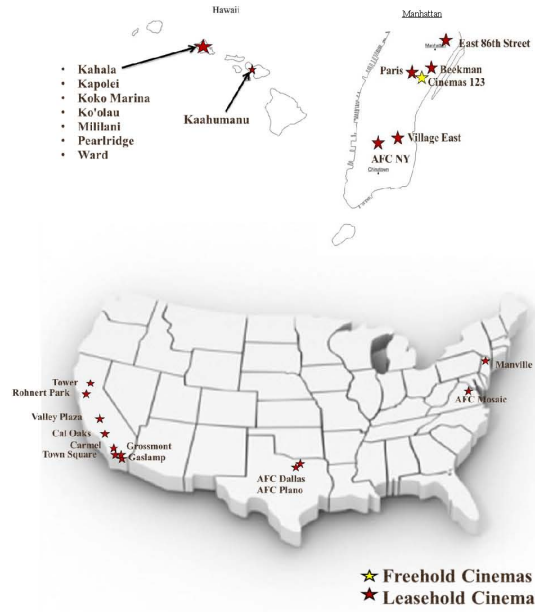 Hawaii
Manhattan
• Kahala
• Kapolei
• Koko Marina
• Ko'olau
• Mililani
• Pearlridge
• Ward
Kaahumanu
East 86th Street
Manhattan
Paris
Beekman
Cinemas 123
Village East
AFC NY
Chinatown
Tower
Rohnert Park
Valley Plaza
Cal Oaks
Carmel
Grossmont
Town Square
Gaslamp
AFC Dallas
AFC Plano
Manville
AFC Mosaic
Freehold Cinemas
Leasehold Cinema